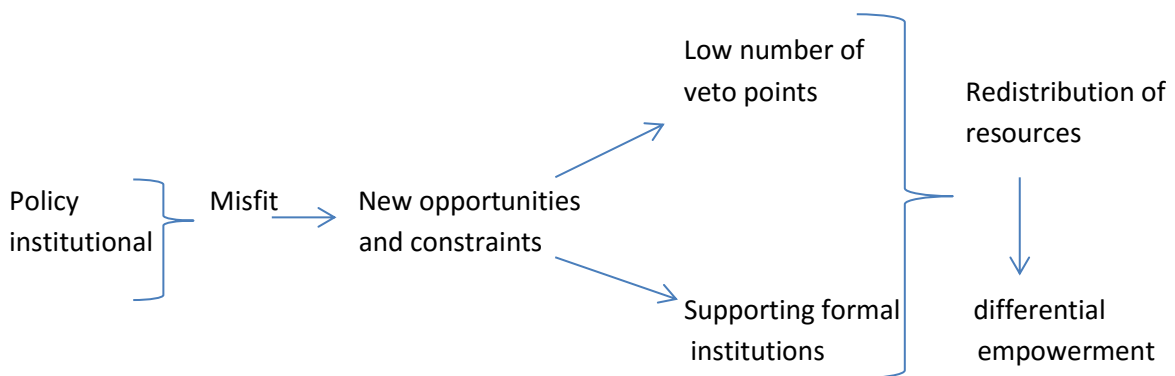 Policy
institutional
Misfit
New opportunities
and constraints
Low number of
veto points
Supporting formal
institutions
Redistribution of
resources
differential
empowerment